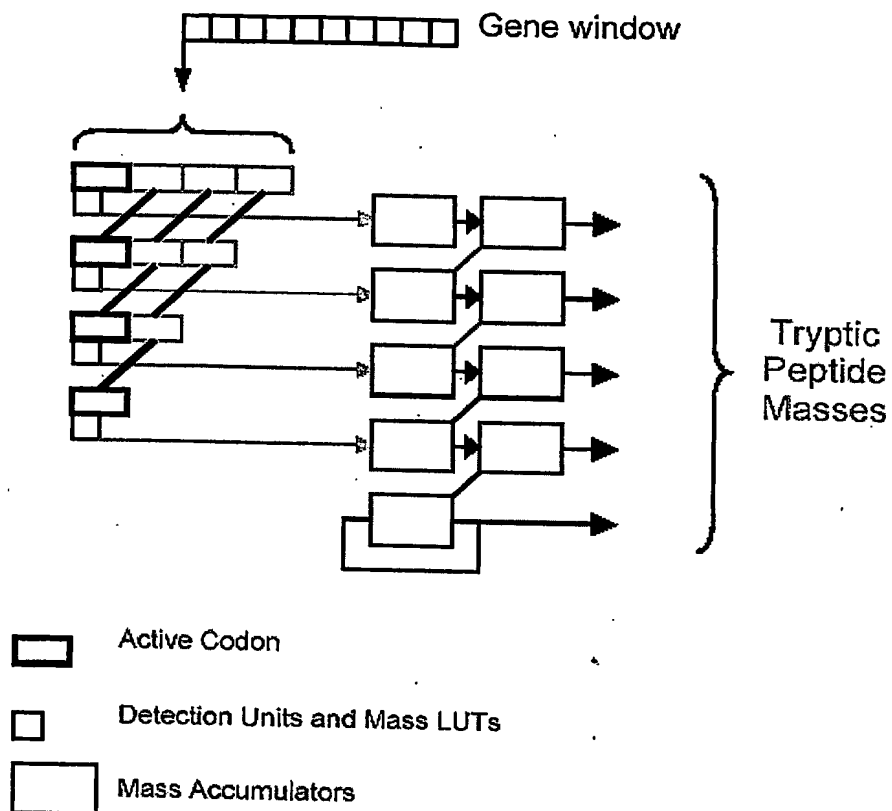 Gene window
Tryptic
Peptide
Masses
Active Codon
Detection Units and Mass LUTs
Mass Accumulators